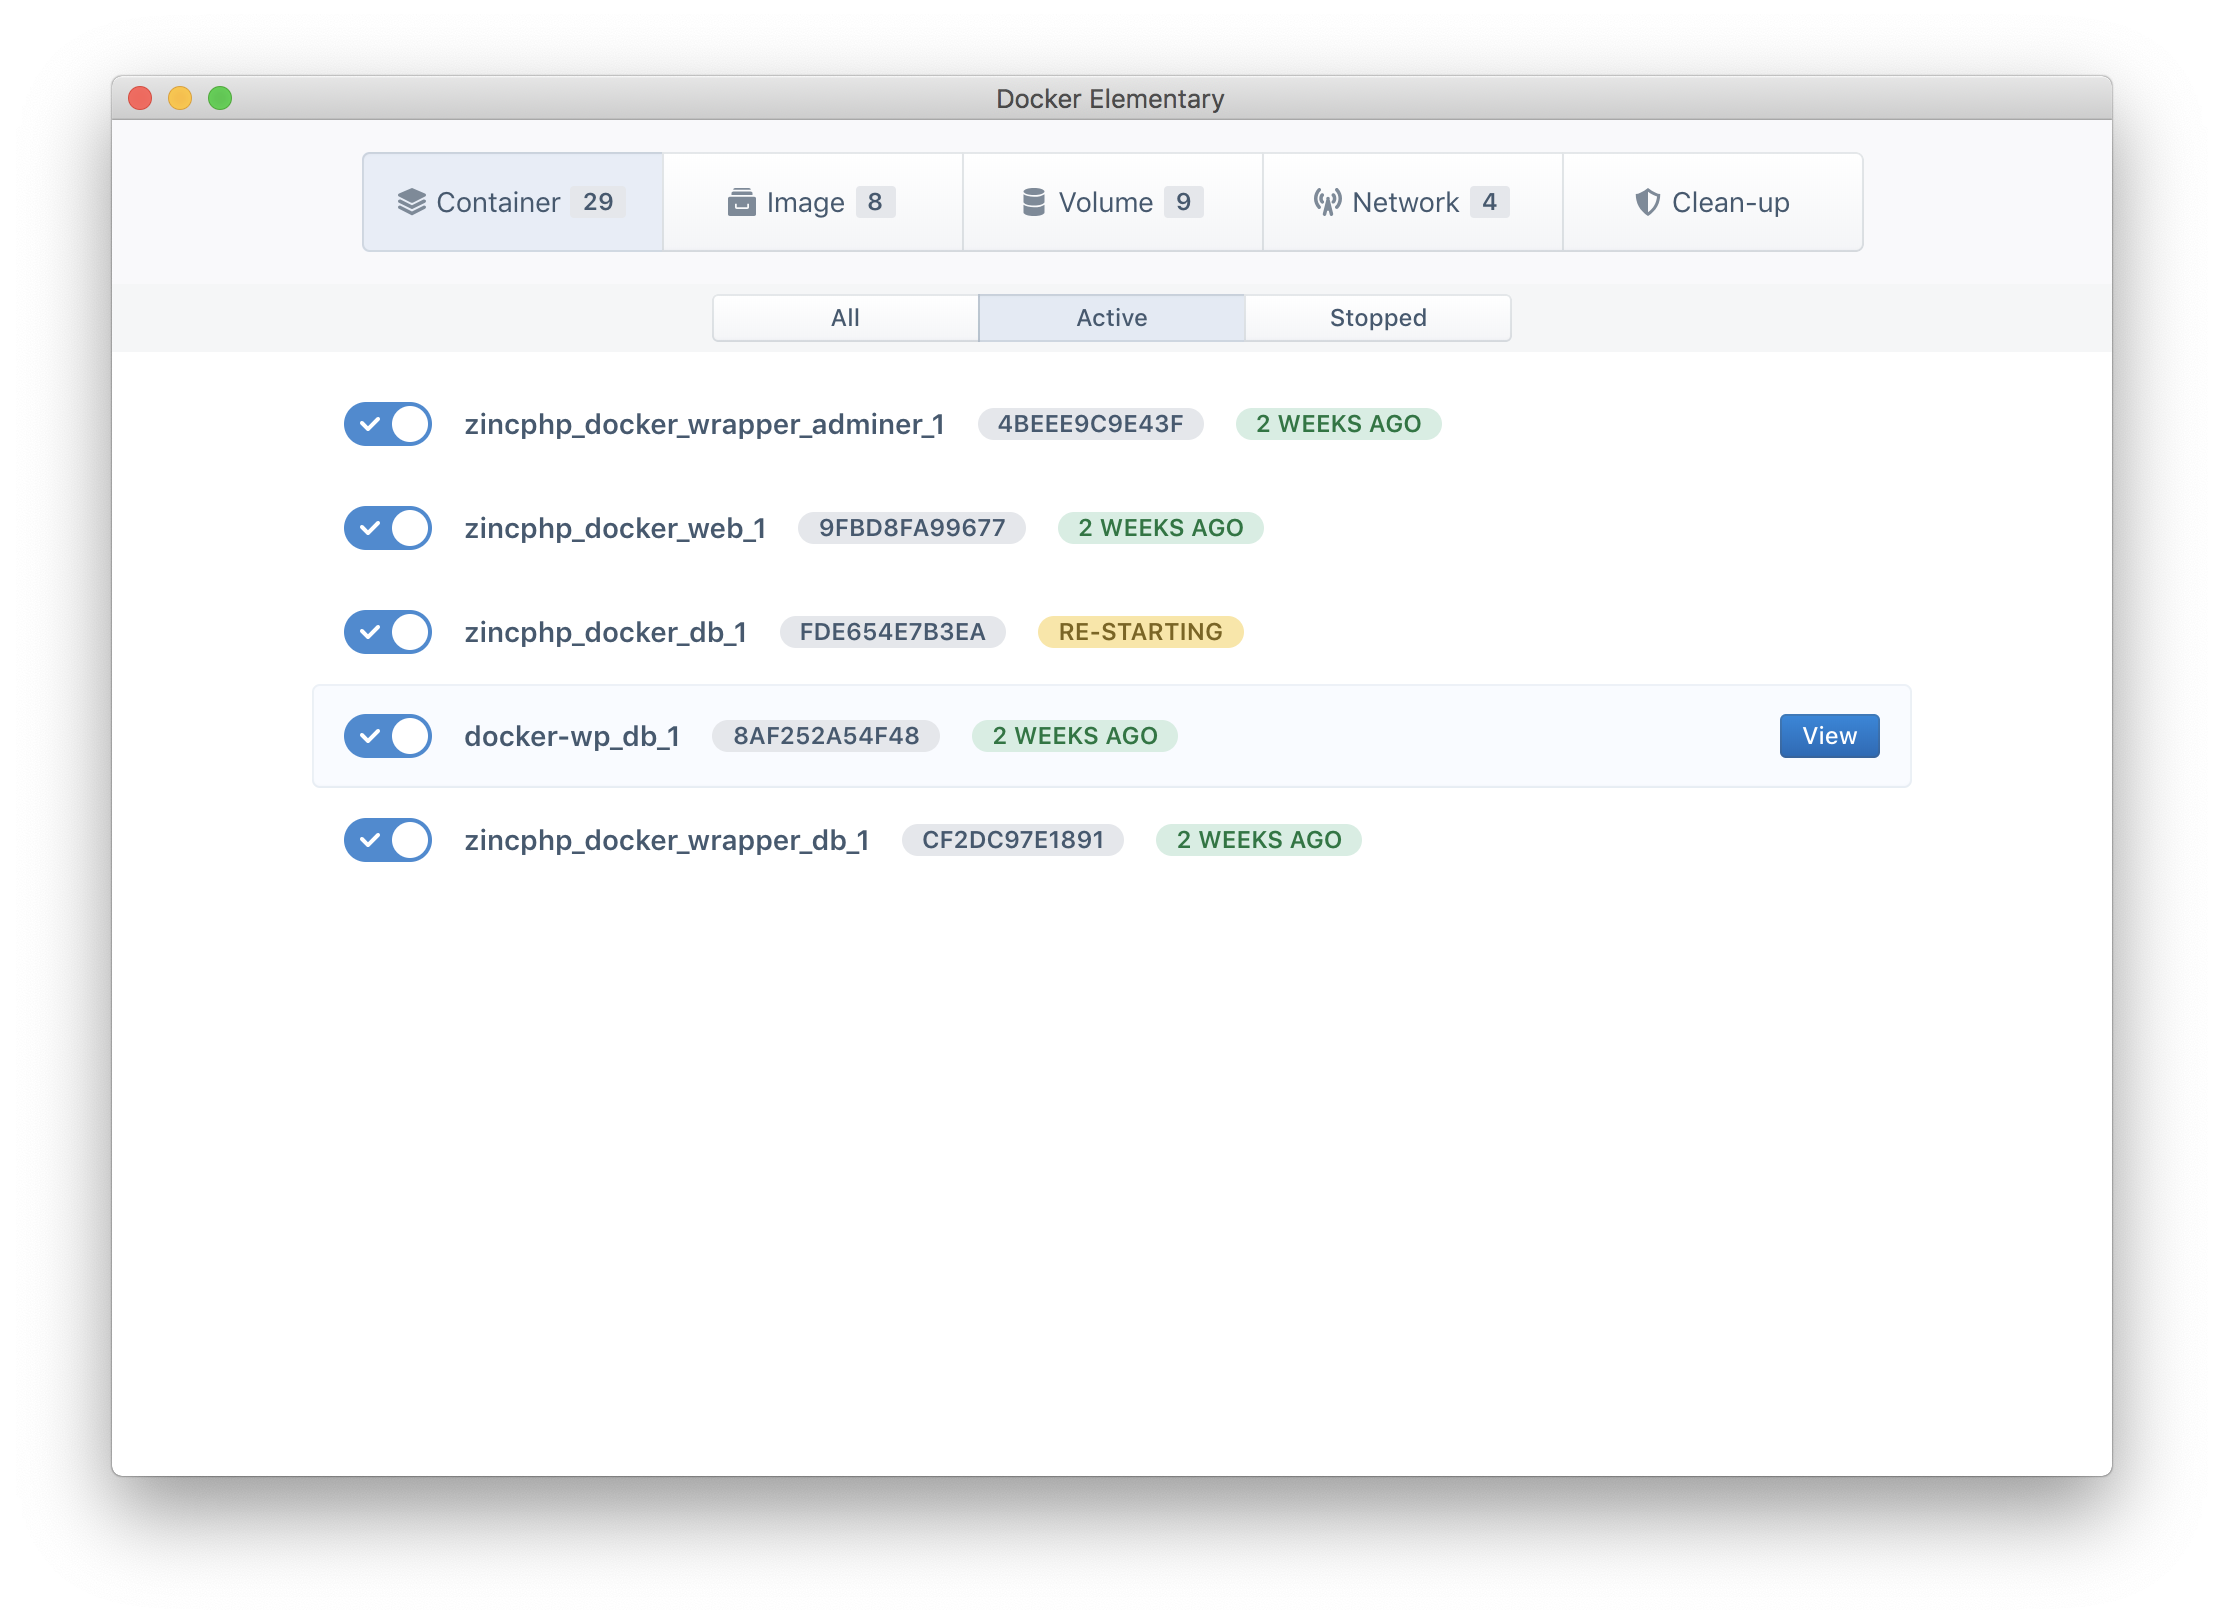 Docker Elementary
Container 29 Image 8 Volume 9 Network 4 Clean-up
All Active Stopped
zincphp_docker_wrapper_adminer_1 4BEEE9C9E43F 2 WEEKS AGO
zincphp_docker_web_1 9FBD8FA99677 2 WEEKS AGO
zincphp_docker_db_1 FDE654E7B3EA RE-STARTING
docker-wp_db_1 8AF252A54F48 2 WEEKS AGO View
zincphp_docker_wrapper_db_1 CF2DC97E1891 2 WEEKS AGO